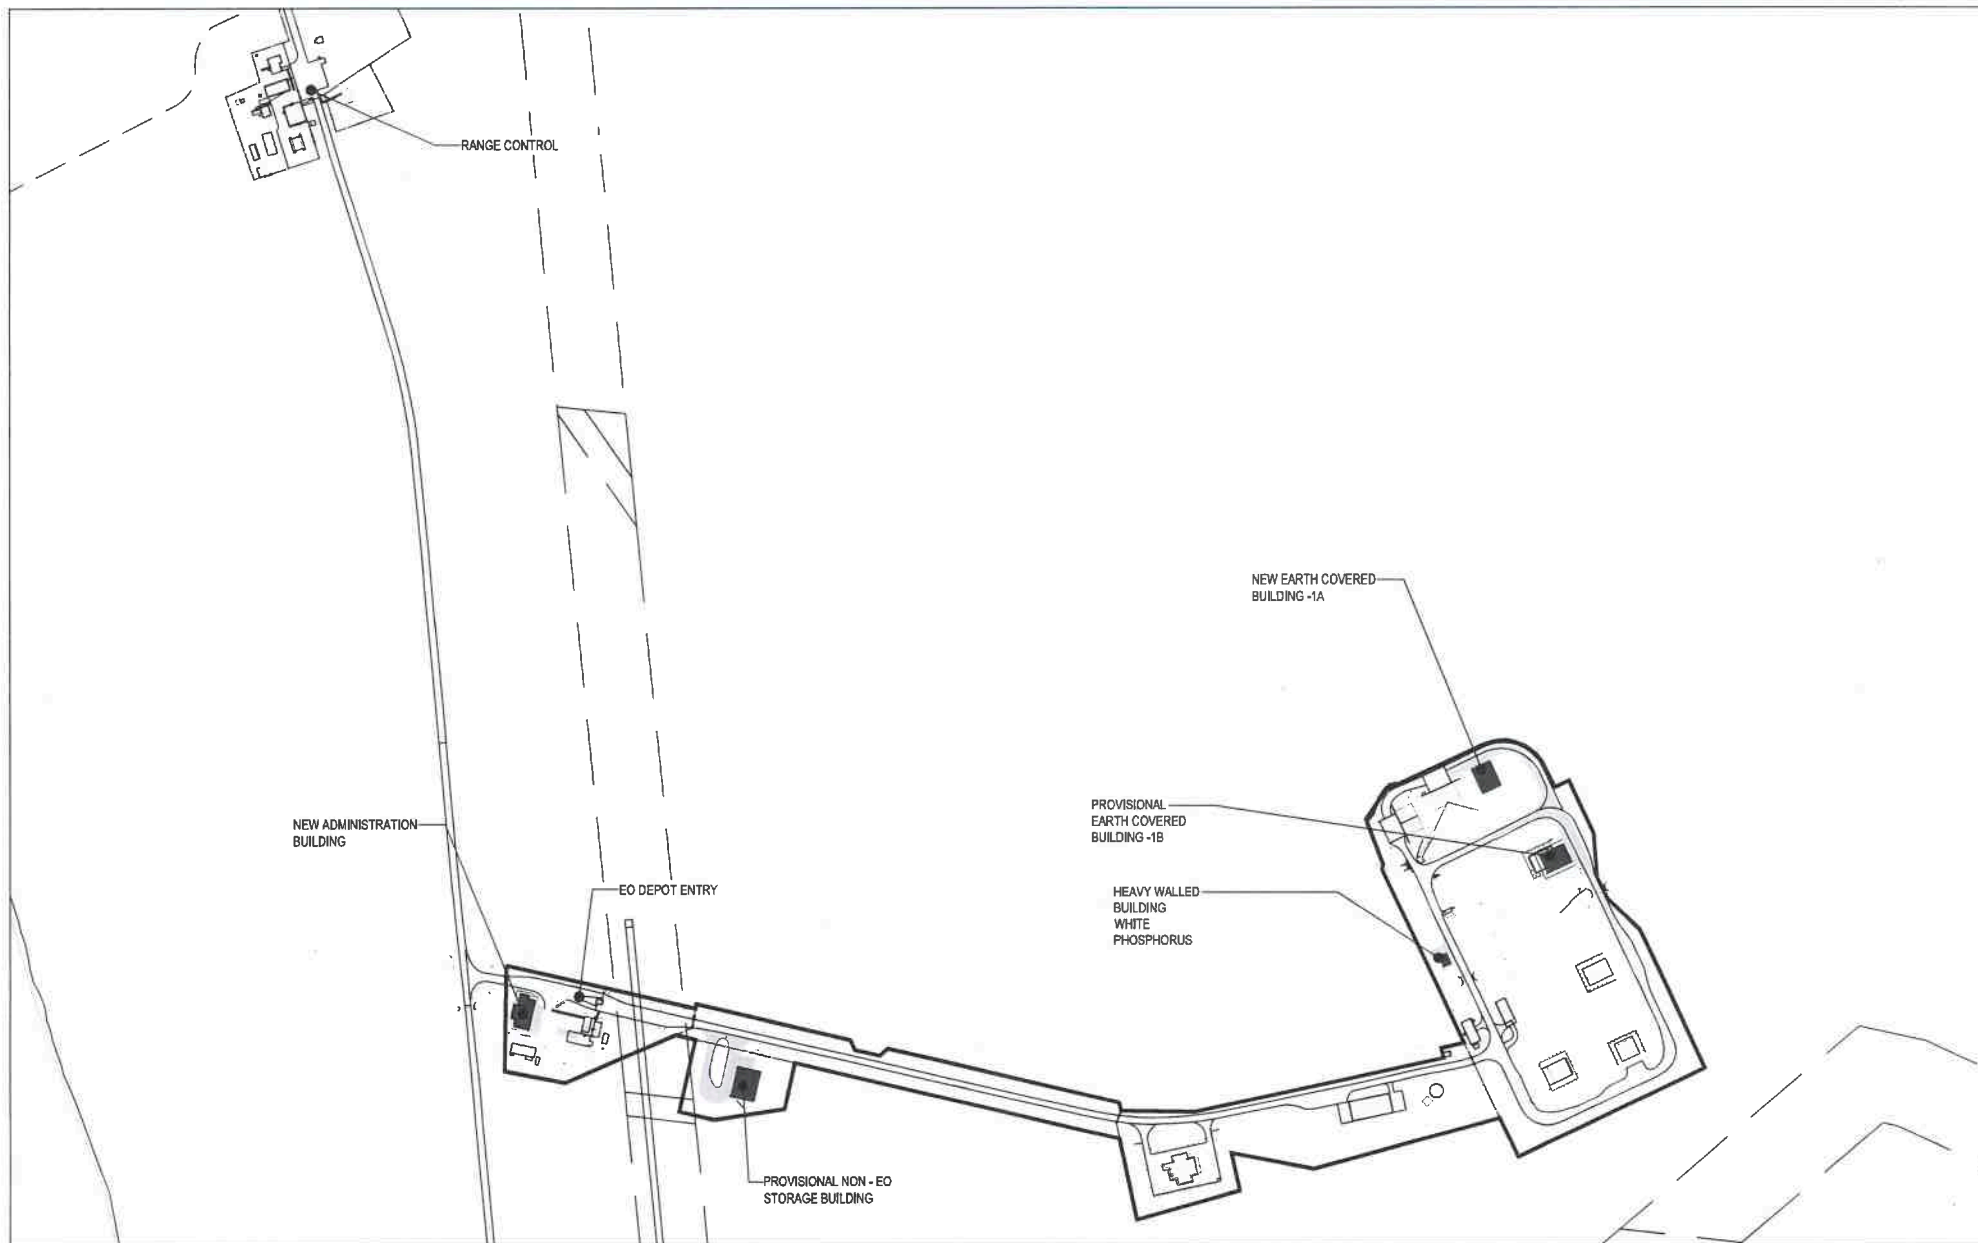 RANGE CONTROL
NEW EARTH COVERED
BUILDING -1A
PROVISIONAL
EARTH COVERED
BUILDING -1B
NEW ADMINISTRATION
BUILDING
EO DEPOT ENTRY
HEAVY WALLED
BUILDING
WHITE
PHOSPHORUS
PROVISIONAL NON - EO
STORAGE BUILDING